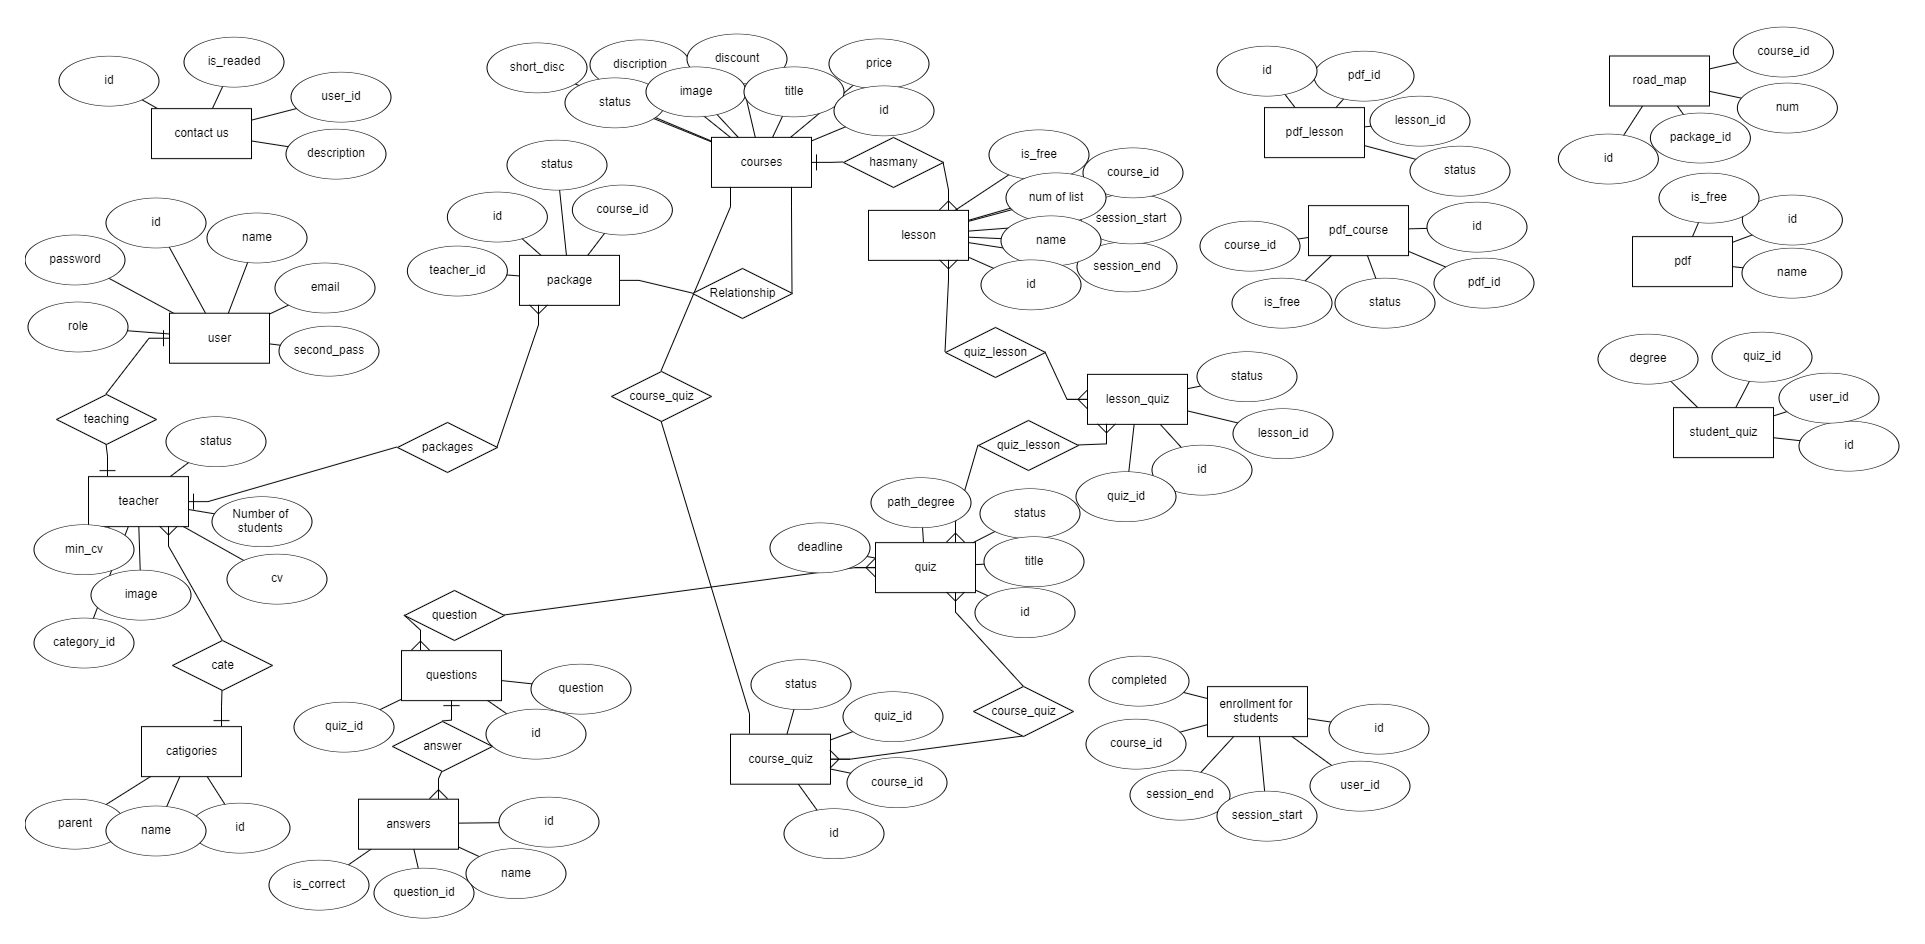 id
is_readed
user_id
contact us
description
short_disc
discription
discount
price
status
image
title
id
courses
hasmany
id
pdf_id
lesson_id
pdf_lesson
status
course_id
road_map
num
package_id
id
status
id
course_id
teacher_id
package
Relationship
is_free
course_id
num of list
session_start
lesson
name
session_end
id
course_id
pdf_course
id
is_free
status
pdf_id
is_free
id
pdf
name
id
name
password
email
role
user
second_pass
teaching
status
teacher
Number of
students
min_cv
cv
image
category_id
packages
course_quiz
quiz_lesson
status
lesson_quiz
lesson_id
quiz_lesson
id
quiz_id
degree
quiz_id
user_id
student_quiz
id
path_degree
status
deadline
quiz
title
id
question
questions
question
quiz_id
id
answer
cate
catigories
parent
name
id
answers
id
is_correct
question_id
name
status
quiz_id
course_quiz
course_quiz
course_id
id
completed
enrollment for
students
id
course_id
session_end
session_start
user_id